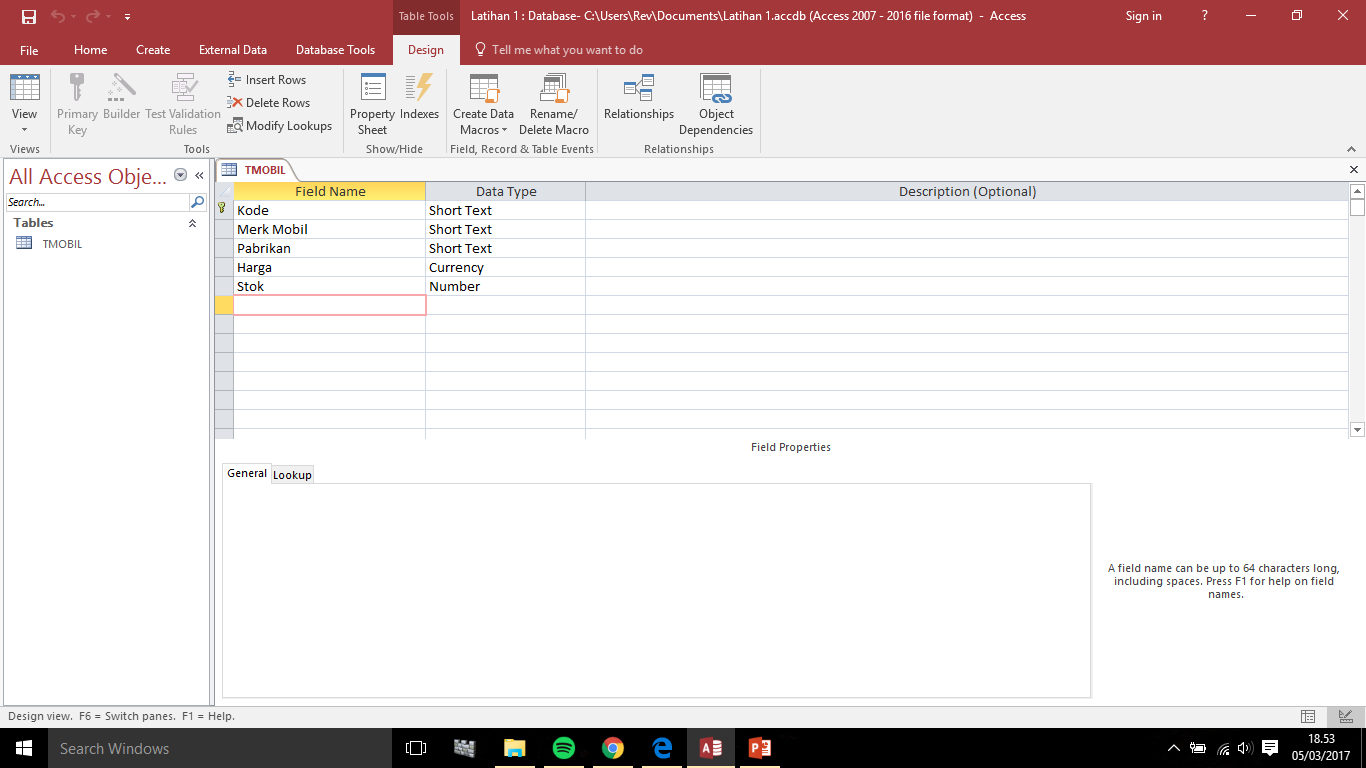 Table Tools
Latihan 1 : Database- C:\Users\Rev\Documents\Latihan 1.accdb (Access 2007 - 2016 file format) - Access
Sign in
?
File
Home
Create
External Data
Database Tools
Design
Tell me what you want to do
View
Primary
Key
Builder
Test Validation
Rules
Insert Rows
Delete Rows
Modify Lookups
Property
Sheet
Indexes
Create Data
Macros
Rename/
Delete Macro
Relationships
Object
Dependencies
Views
Tools
Show/Hide
Field, Record & Table Events
Relationships
All Access Obje...
Search...
Tables
TMOBIL
TMOBIL
Field Name Data Type Description (Optional)
Kode Short Text
Merk Mobil Short Text
Pabrikan Short Text
Harga Currency
Stok Number
Field Properties
General
Lookup
A field name can be up to 64 characters long,
including spaces. Press F1 for help on field
names.
Design view. F6 = Switch panes. F1 = Help.
Search Windows
18.53
05/03/2017